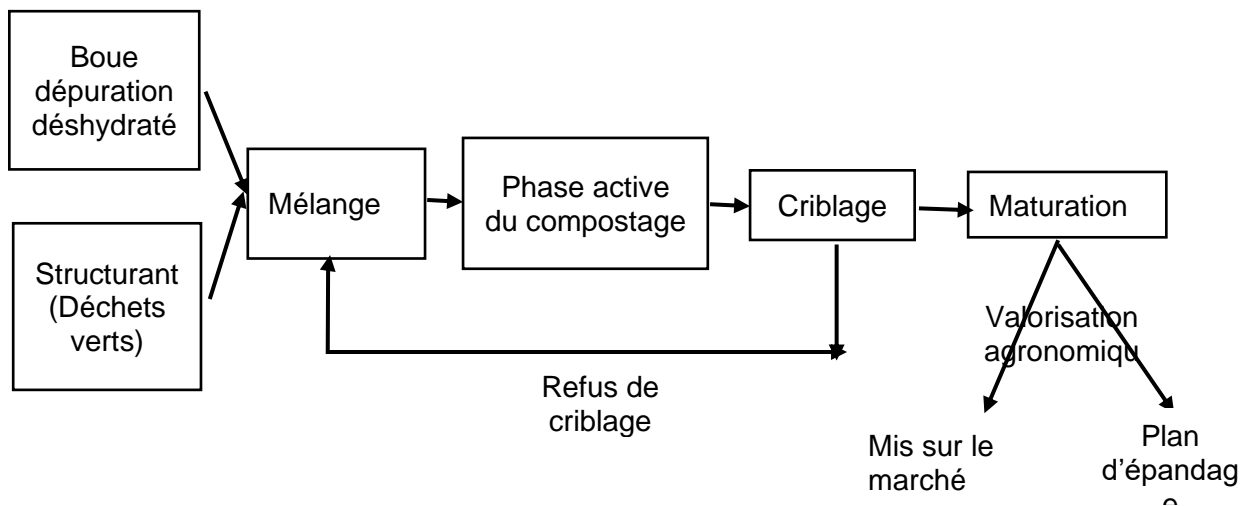 Boue
dépuration
déshydraté
Structurant
(Déchets
verts)
Mélange
Phase active
du compostage
Criblage
Maturation
Refus de
criblage
Valorisation
agronomiqu
Mis sur le
marché
Plan
d’épandag
e